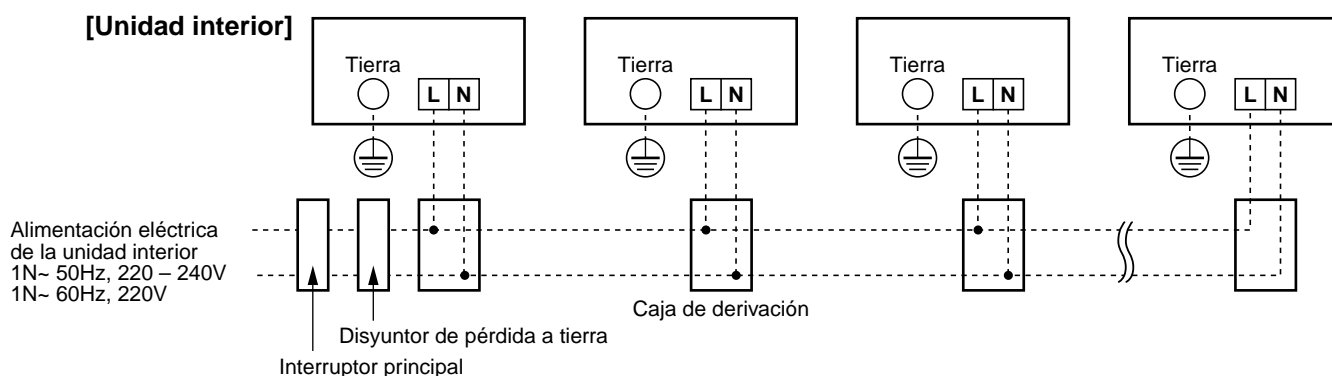 [Unidad interior]
Tierra
L N
Tierra
L N
Tierra
L N
Tierra
L N
Alimentación eléctrica
de la unidad interior
1N~ 50Hz, 220 – 240V
1N~ 60Hz, 220V
Caja de derivación
Disyuntor de pérdida a tierra
Interruptor principal